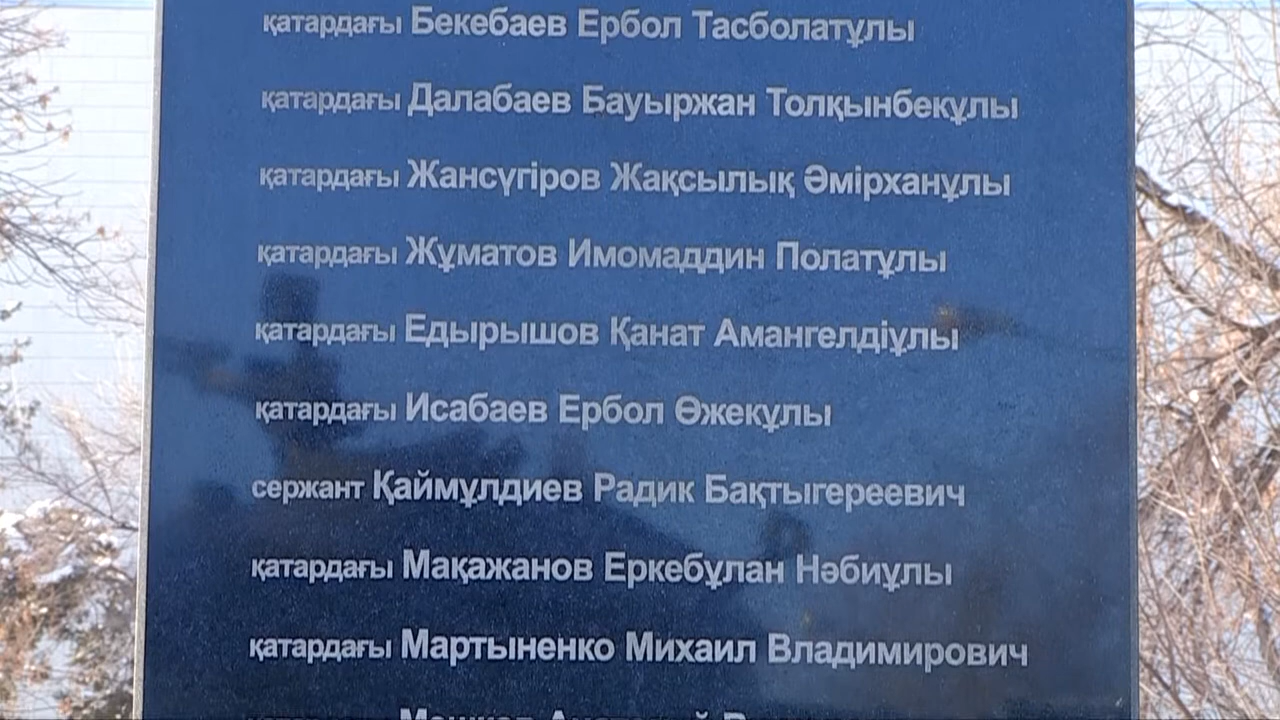 қатардағы Бекебаев Ербол Тасболатұлы
қатардағы Далабаев Бауыржан Толқынбекұлы
қатардағы Жансүгіров Жақсылық Әмірханұлы
қатардағы Жұматов Имомаддин Полатұлы
қатардағы Едырышов Қанат Амангелдіұлы
қатардағы Исабаев Ербол Өжекұлы
сержант Қаймұлдиев Радик Бақтыгереевич
қатардағы Мақажанов Еркебұлан Нәбиұлы
қатардағы Мартыненко Михаил Владимирович